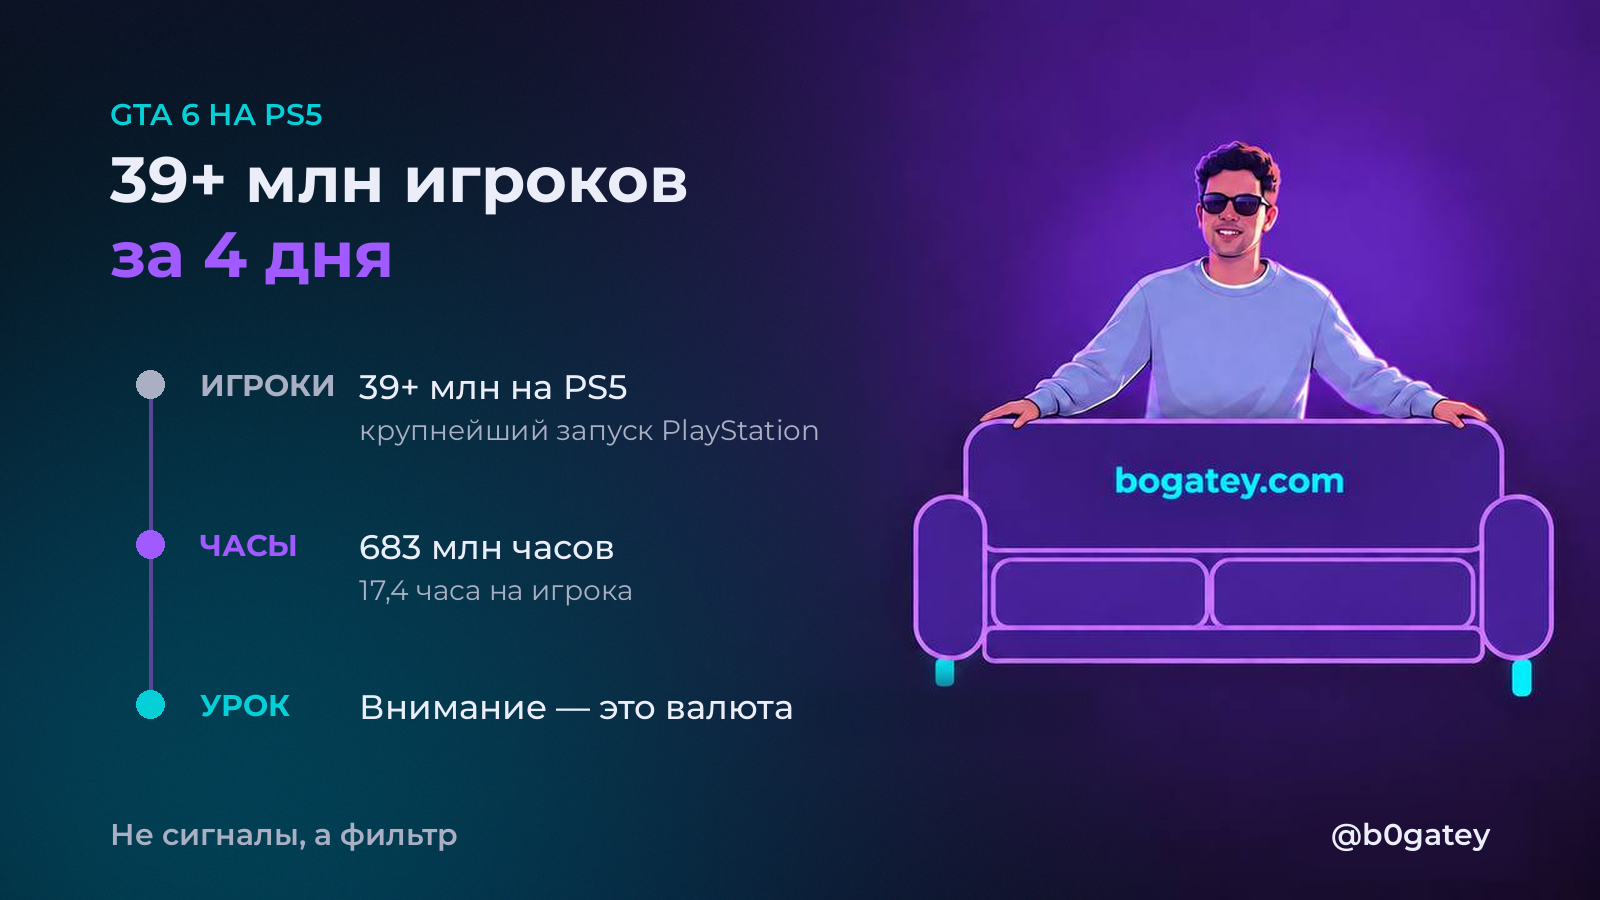 GTA 6 НА PS5
39+ млн игроков
за 4 дня
ИГРОКИ 39+ млн на PS5
крупнейший запуск PlayStation
ЧАСЫ 683 млн часов
17,4 часа на игрока
УРОК Внимание — это валюта
bogatey.com
Не сигналы, а фильтр
@b0gatey